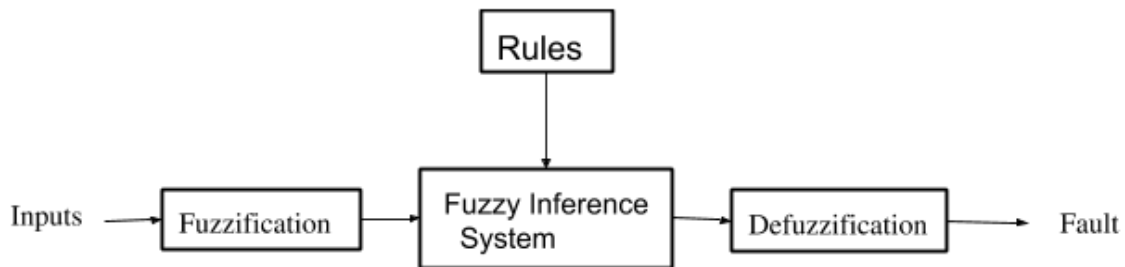 Rules
Inputs
Fuzzification
Fuzzy Inference
System
Defuzzification
Fault